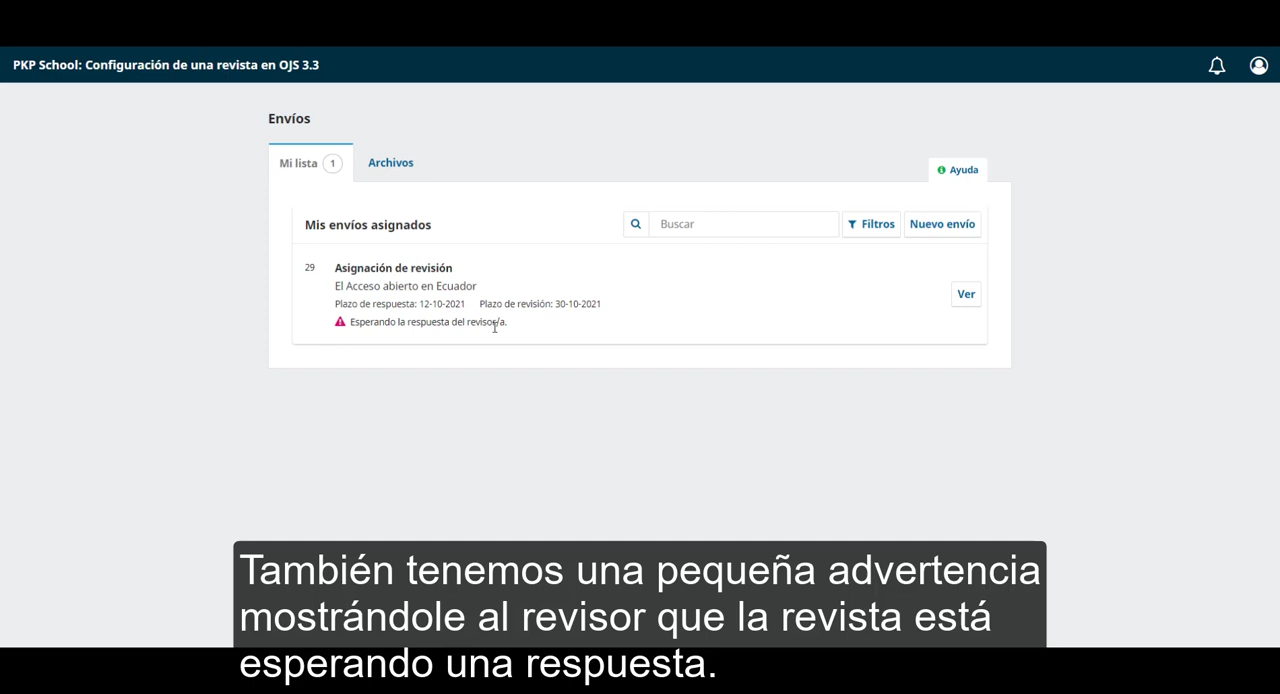 PKP School: Configuración de una revista en OJS 3.3
Envíos
Mi lista 1
Archivos
Ayuda
Mis envíos asignados
Buscar
Filtros
Nuevo envío
29
Asignación de revisión
El Acceso abierto en Ecuador
Plazo de respuesta: 12-10-2021 Plazo de revisión: 30-10-2021
Esperando la respuesta del revisor/a.
Ver
También tenemos una pequeña advertencia
mostrándole al revisor que la revista está
esperando una respuesta.